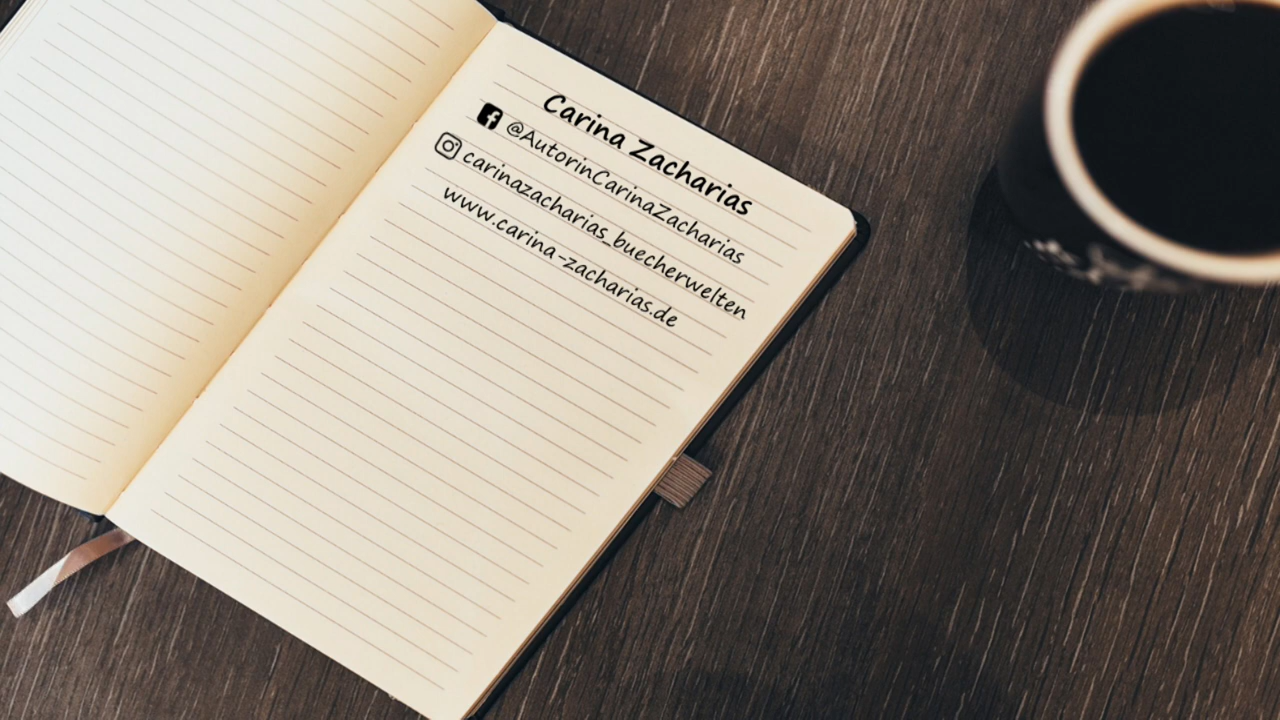 Carina Zacharias
@AutorinCarinaZacharias
carinazacharias_buecherwelten
www.carina-zacharias.de